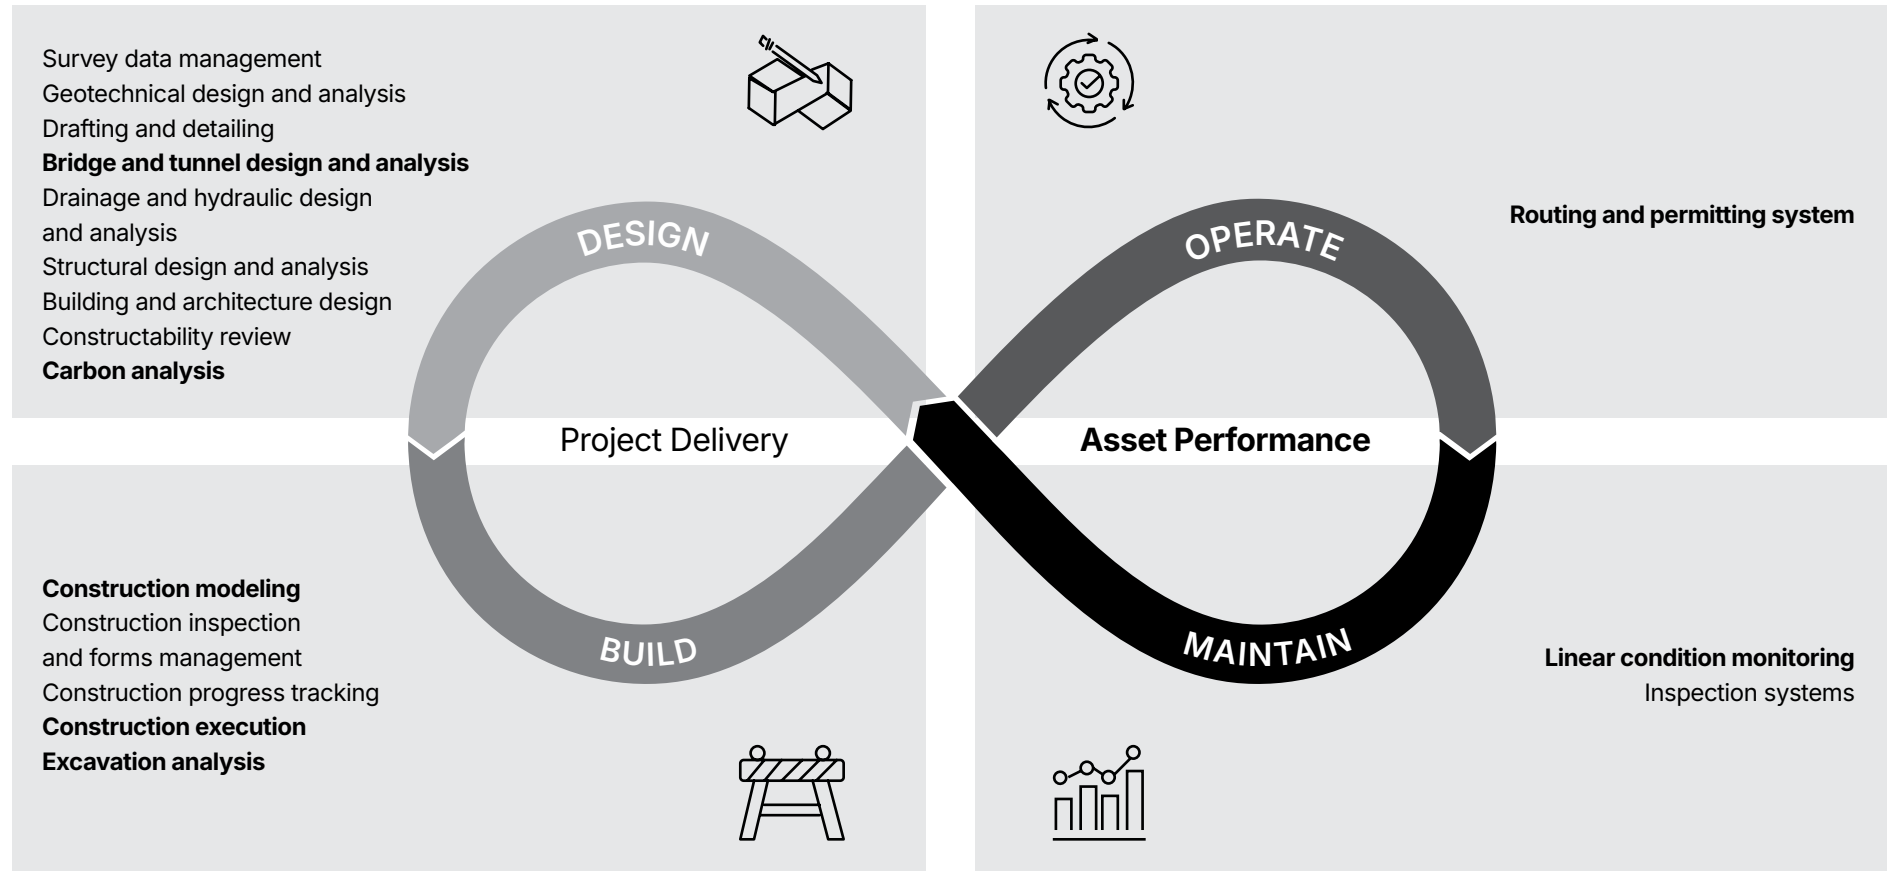 Survey data management
Geotechnical design and analysis
Drafting and detailing
Bridge and tunnel design and analysis
Drainage and hydraulic design
and analysis
Structural design and analysis
Building and architecture design
Constructability review
Carbon analysis
DESIGN
OPERATE
Routing and permitting system
Project Delivery
Asset Performance
Construction modeling
Construction inspection
and forms management
Construction progress tracking
Construction execution
Excavation analysis
BUILD
MAINTAIN
Linear condition monitoring
Inspection systems